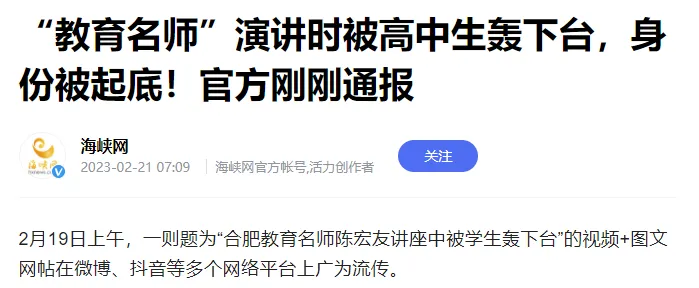 “教育名师”演讲时被高中生轰下台，身
份被起底！官方刚刚通报
海峡网
2023-02-21 07:09
海峡网官方帐号,活力创作者
关注
2月19日上午，一则题为“合肥教育名师陈宏友讲座中被学生轰下台”的视频+图文
网帖在微博、抖音等多个网络平台上广为流传。